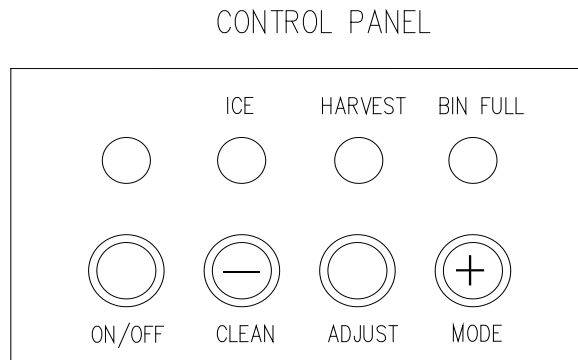 CONTROL PANEL
ICE HARVEST BIN FULL
− +
ON/OFF CLEAN ADJUST MODE